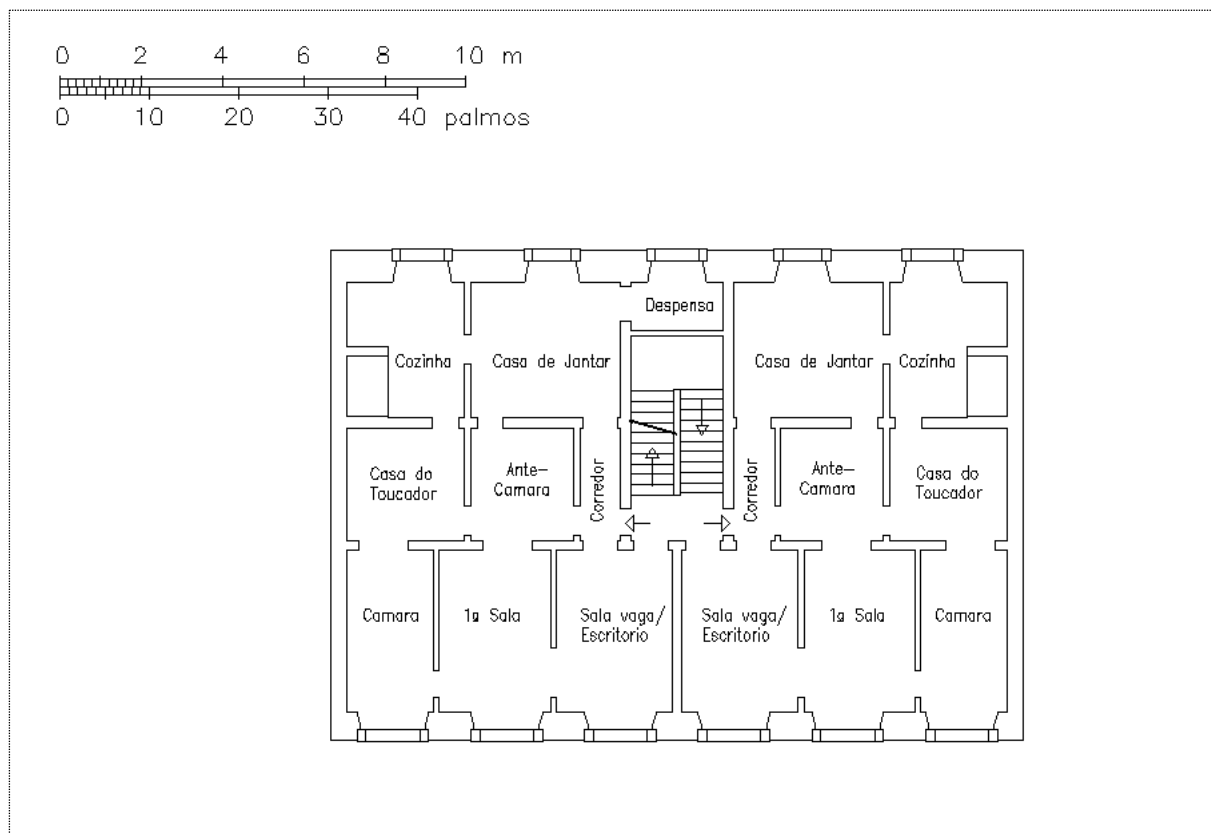 0 2 4 6 8 10 m
0 10 20 30 40 palmos
Despensa
Cozinha
Casa de Jantar
Casa de Jantar
Cozinha
Casa do
Toucador
Ante-
Camara
Corredor
Corredor
Ante-
Camara
Casa do
Toucador
Camara
1ª Sala
Sala vaga/
Escritorio
Sala vaga/
Escritorio
1ª Sala
Camara